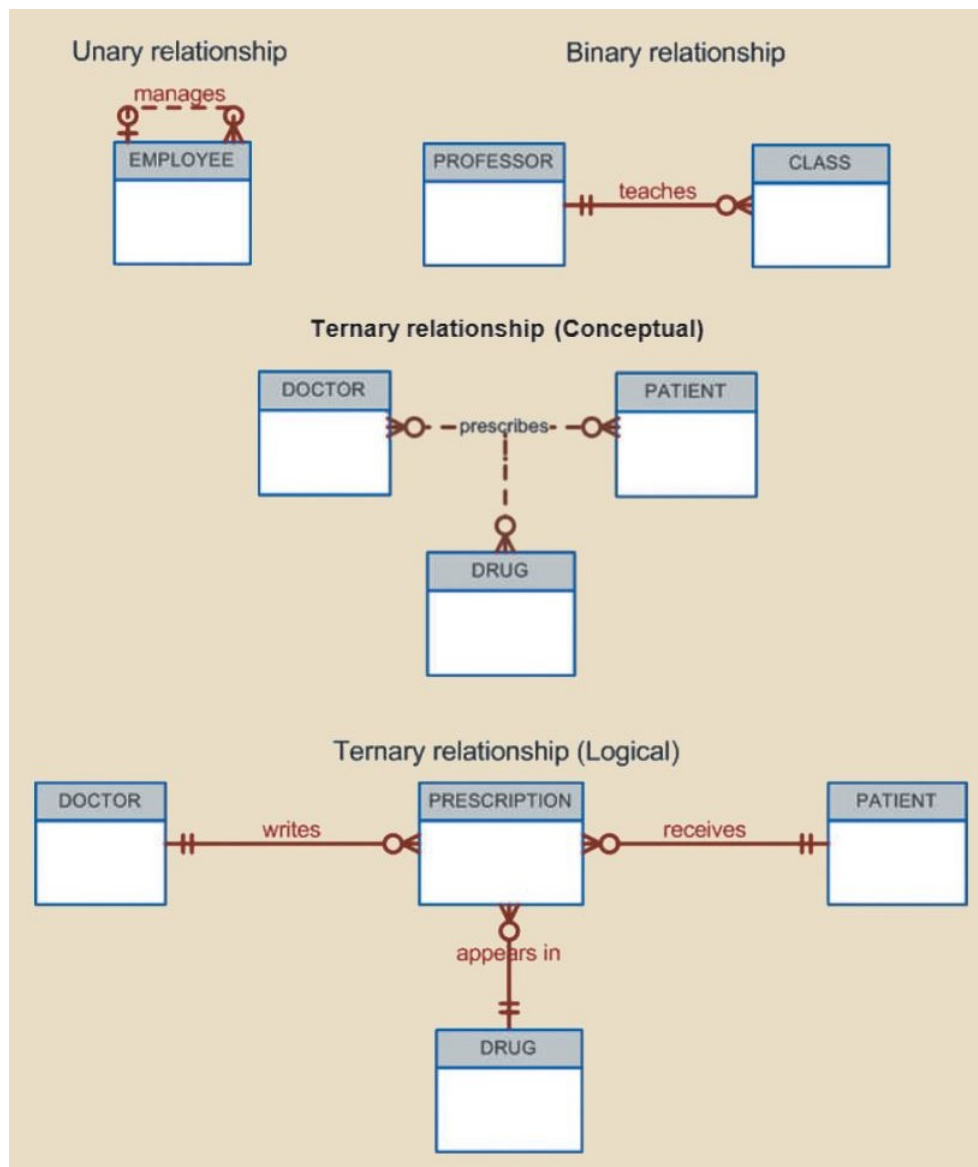 Unary relationship
Binary relationship
manages
EMPLOYEE
PROFESSOR
teaches
CLASS
Ternary relationship (Conceptual)
DOCTOR
prescribes
PATIENT
DRUG
Ternary relationship (Logical)
DOCTOR
writes
PRESCRIPTION
receives
PATIENT
appears in
DRUG